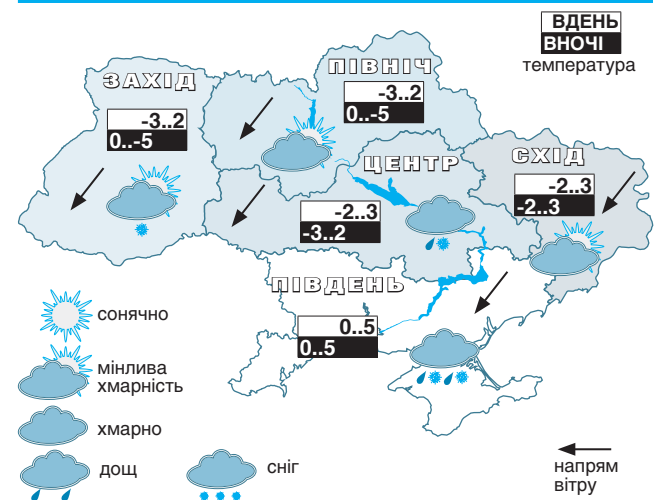 ВДЕНЬ
ВНОЧІ
температура
ЗАХІД
-3..2
0..-5
ПІВНІЧ
-3..2
0..-5
ЦЕНТР
-2..3
-3..2
СХІД
-2..3
-2..3
ПІВДЕНЬ
0..5
0..5
сонячно
мінлива
хмарність
хмарно
дощ
сніг
напрям
вітру